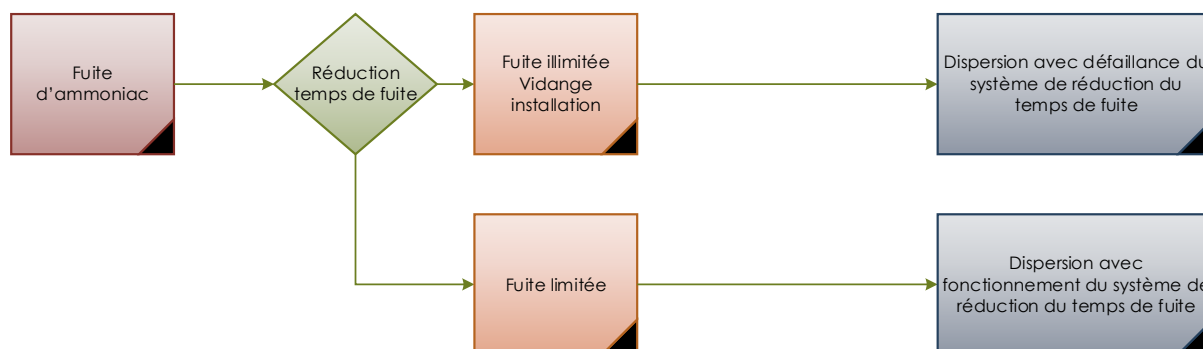 Fuite
d'ammoniac
Réduction
temps de fuite
Fuite illimitée
Vidange
installation
Dispersion avec défaillance du
système de réduction du
temps de fuite
Fuite limitée
Dispersion avec
fonctionnement du système de
réduction du temps de fuite